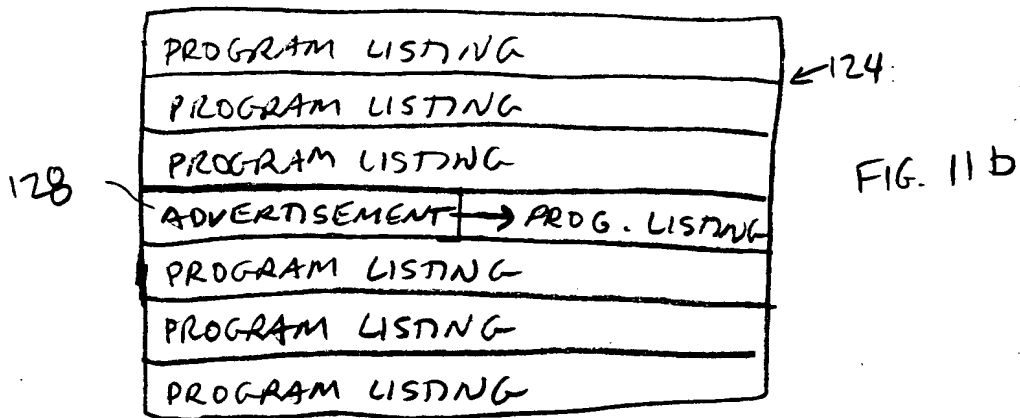 PROGRAM LISTING
←124
PROGRAM LISTING
PROGRAM LISTING
128
ADVERTISEMENT → PROG. LISTING
FIG. 11b
PROGRAM LISTING
PROGRAM LISTING
PROGRAM LISTING